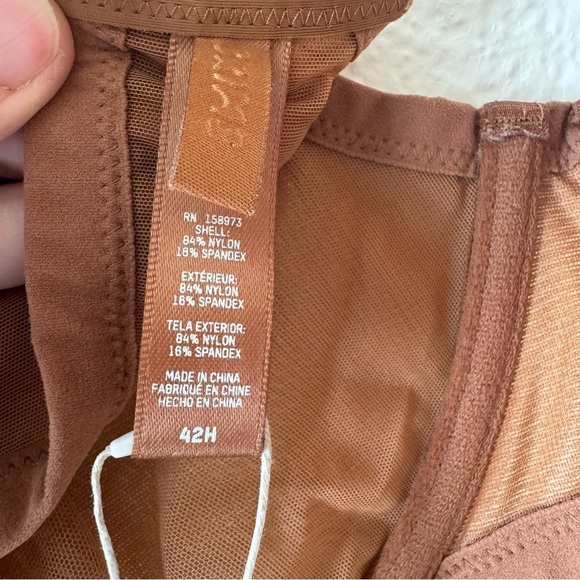 SKIMS
RN 158973
SHELL:
84% NYLON
16% SPANDEX
EXTÉRIEUR:
84% NYLON
16% SPANDEX
TELA EXTERIOR:
84% NYLON
16% SPANDEX
MADE IN CHINA
FABRIQUÉ EN CHINE
HECHO EN CHINA
42H